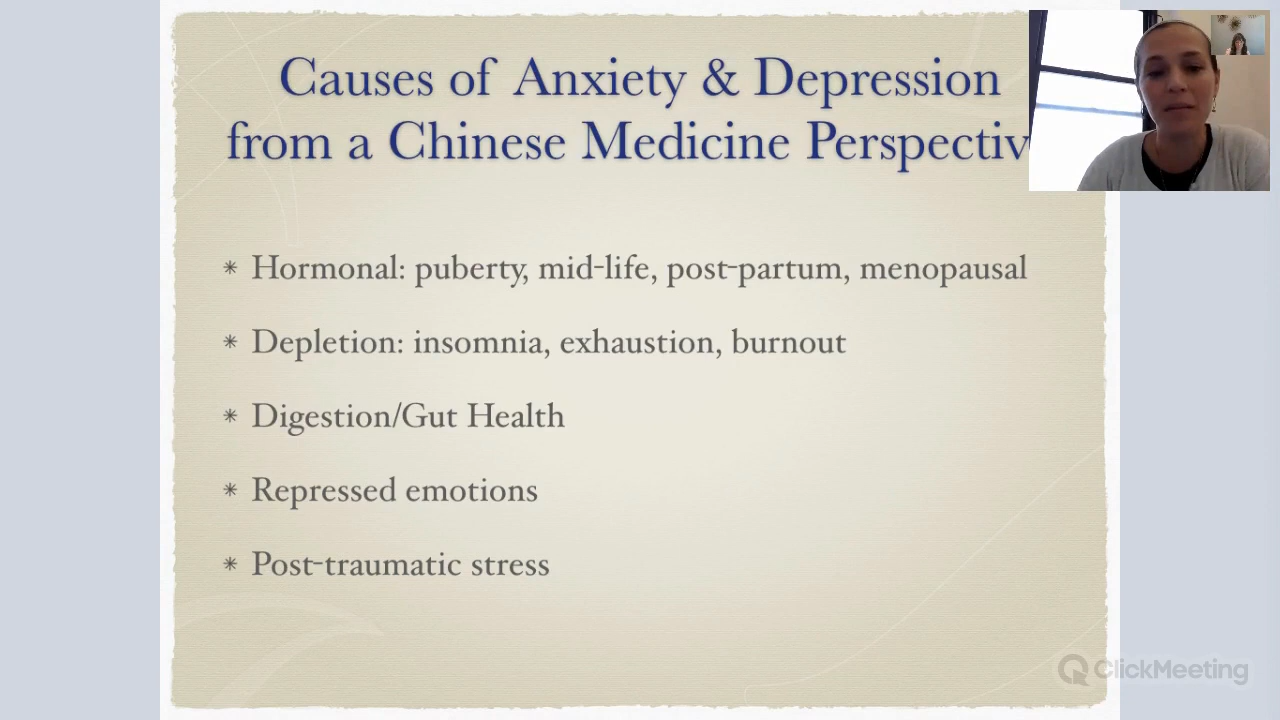 Causes of Anxiety & Depression
from a Chinese Medicine Perspectiv
* Hormonal: puberty, mid-life, post-partum, menopausal
* Depletion: insomnia, exhaustion, burnout
* Digestion/Gut Health
* Repressed emotions
* Post-traumatic stress
ClickMeeting